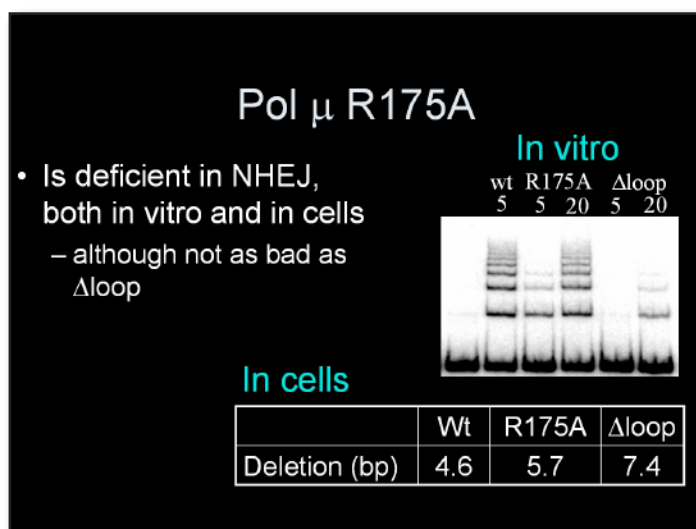 Pol μ R175A
• Is deficient in NHEJ,
both in vitro and in cells
– although not as bad as
Δloop
In vitro
wt R175A Δloop
5 5 20 5 20
In cells
Wt R175A Δloop
Deletion (bp) 4.6 5.7 7.4